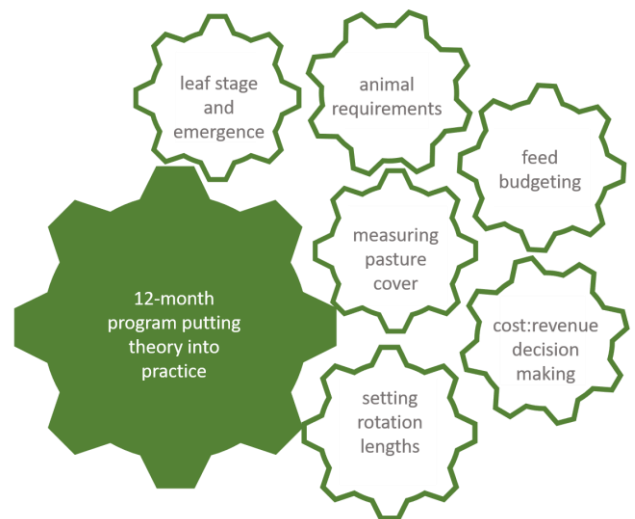 leaf stage
and
emergence
animal
requirements
feed
budgeting
measuring
pasture
cover
12-month
program putting
theory into
practice
cost:revenue
decision
making
setting
rotation
lengths